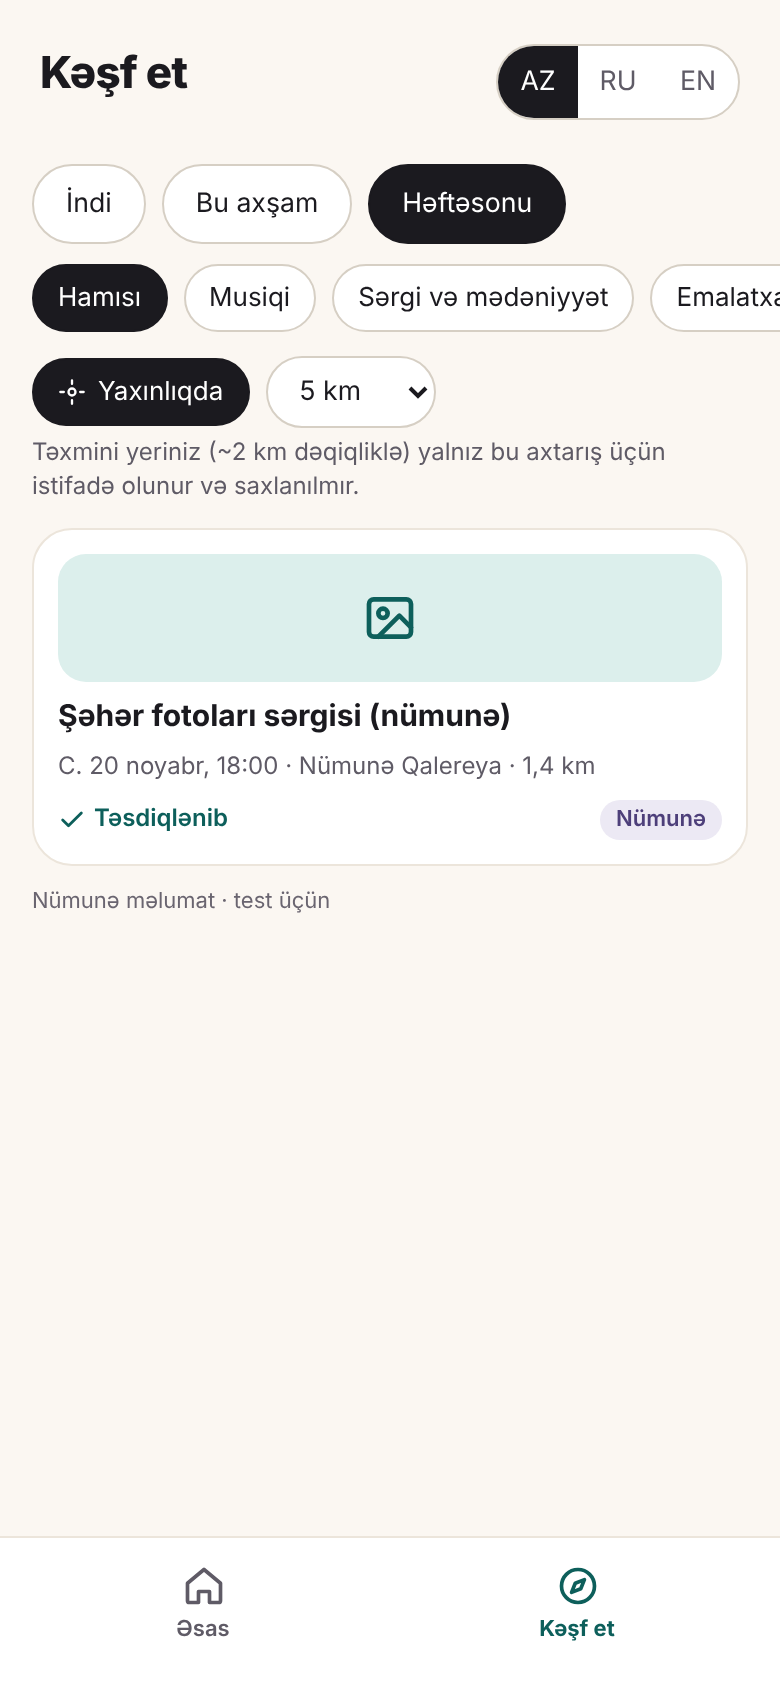 Kəşf et
AZ RU EN
İndi Bu axşam Həftəsonu
Hamısı Musiqi Sərgi və mədəniyyət Emalatxa
Yaxınlıqda 5 km
Təxmini yeriniz (~2 km dəqiqliklə) yalnız bu axtarış üçün
istifadə olunur və saxlanılmır.
Şəhər fotoları sərgisi (nümunə)
C. 20 noyabr, 18:00 · Nümunə Qalereya · 1,4 km
Təsdiqlənib Nümunə
Nümunə məlumat · test üçün
Əsas Kəşf et